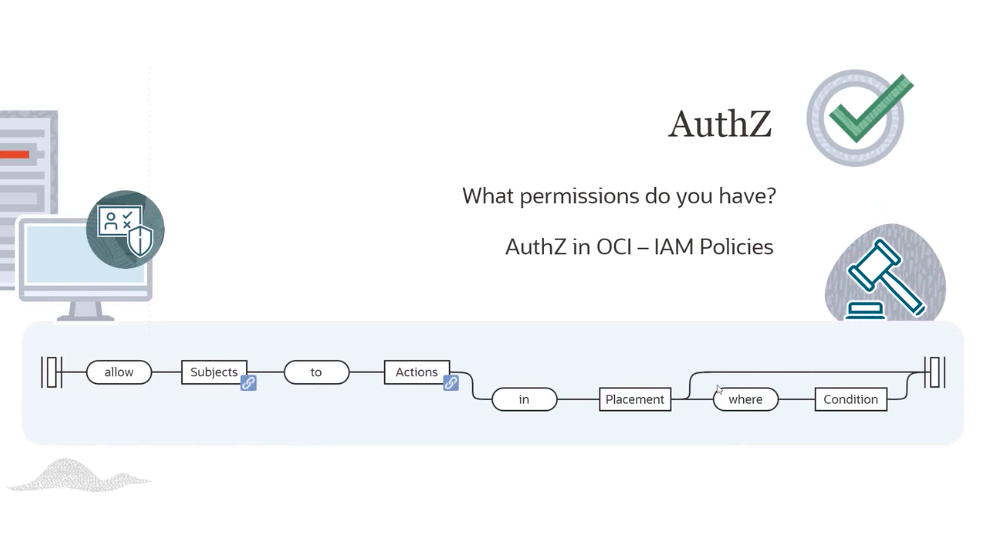 AuthZ
What permissions do you have?
AuthZ in OCI – IAM Policies
allow Subjects to Actions
in Placement where Condition